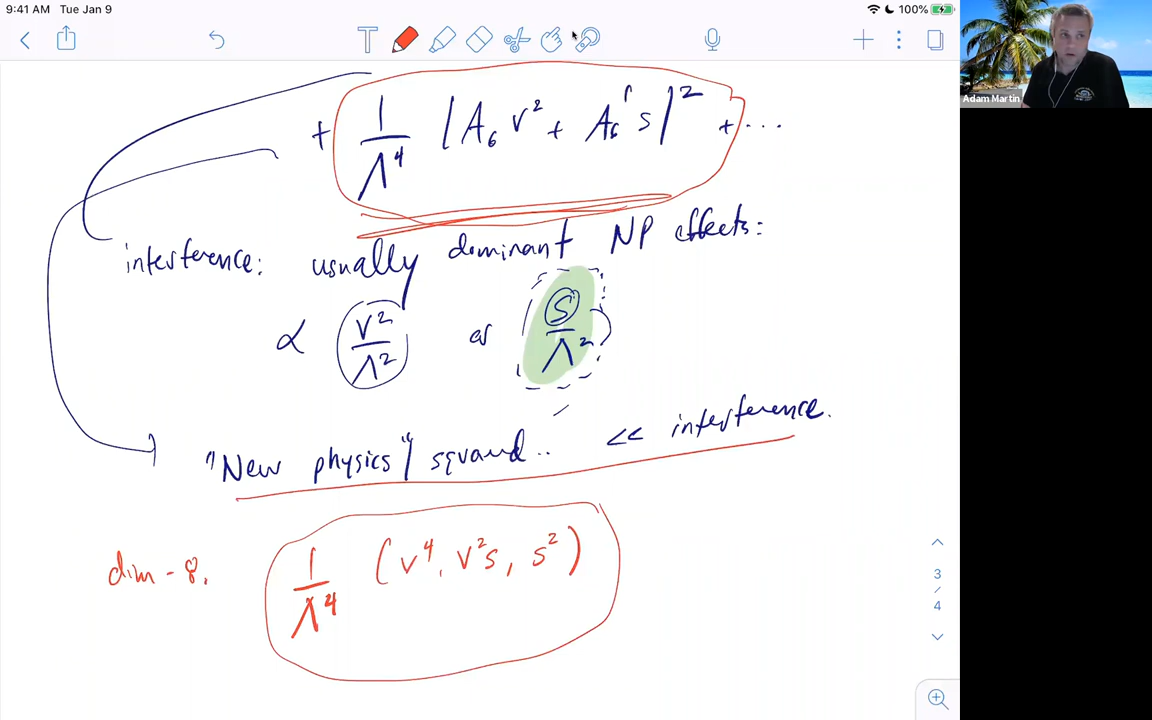 9:41 AM Tue Jan 9
100%
Adam Martin
+ 1/Λ⁴ |A₆ v² + A₆' s|² + ...
interference: usually dominant NP effects:
∝ v²/Λ² or s/Λ²
"New physics" squared.. << interference.
dim-8. 1/Λ⁴ (v⁴, v²s, s²)
3
/
4